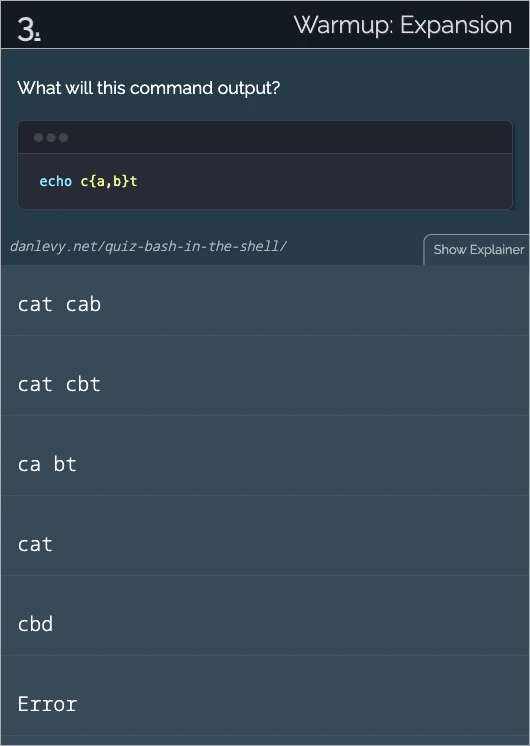 3.
Warmup: Expansion
What will this command output?
echo c{a,b}t
danlevy.net/quiz-bash-in-the-shell/
Show Explainer
cat cab
cat cbt
ca bt
cat
cbd
Error